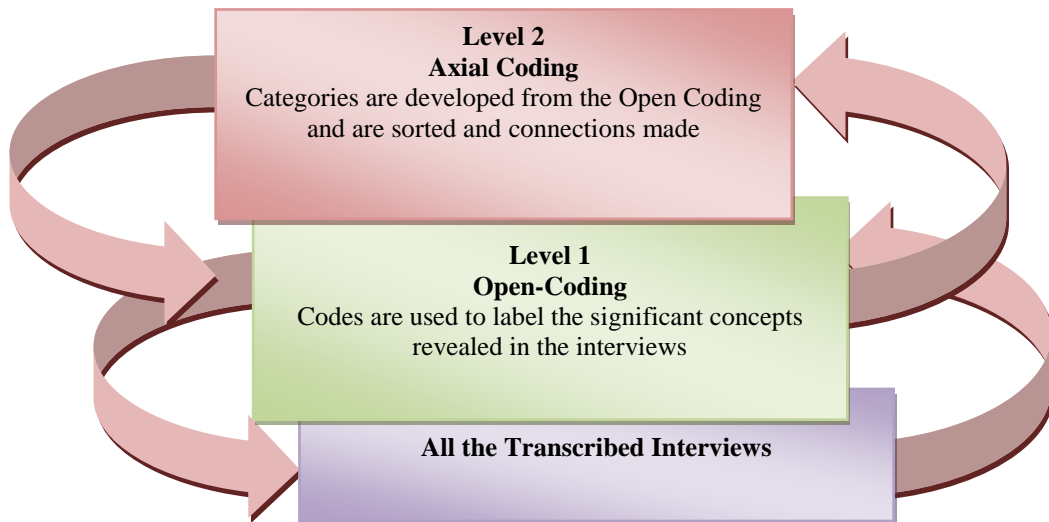 Level 2
Axial Coding
Categories are developed from the Open Coding
and are sorted and connections made
Level 1
Open-Coding
Codes are used to label the significant concepts
revealed in the interviews
All the Transcribed Interviews